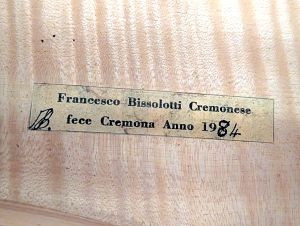 Francesco Bissolotti Cremonese
fece Cremona Anno 1984